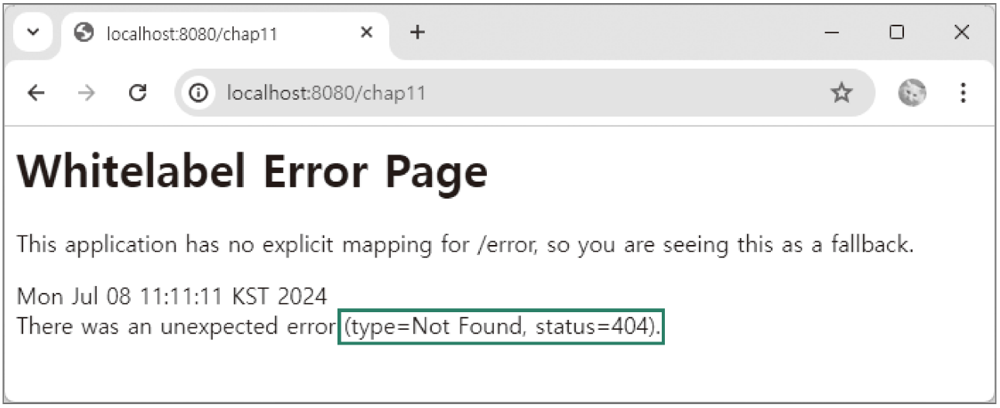 localhost:8080/chap11
localhost:8080/chap11
Whitelabel Error Page
This application has no explicit mapping for /error, so you are seeing this as a fallback.
Mon Jul 08 11:11:11 KST 2024
There was an unexpected error (type=Not Found, status=404).